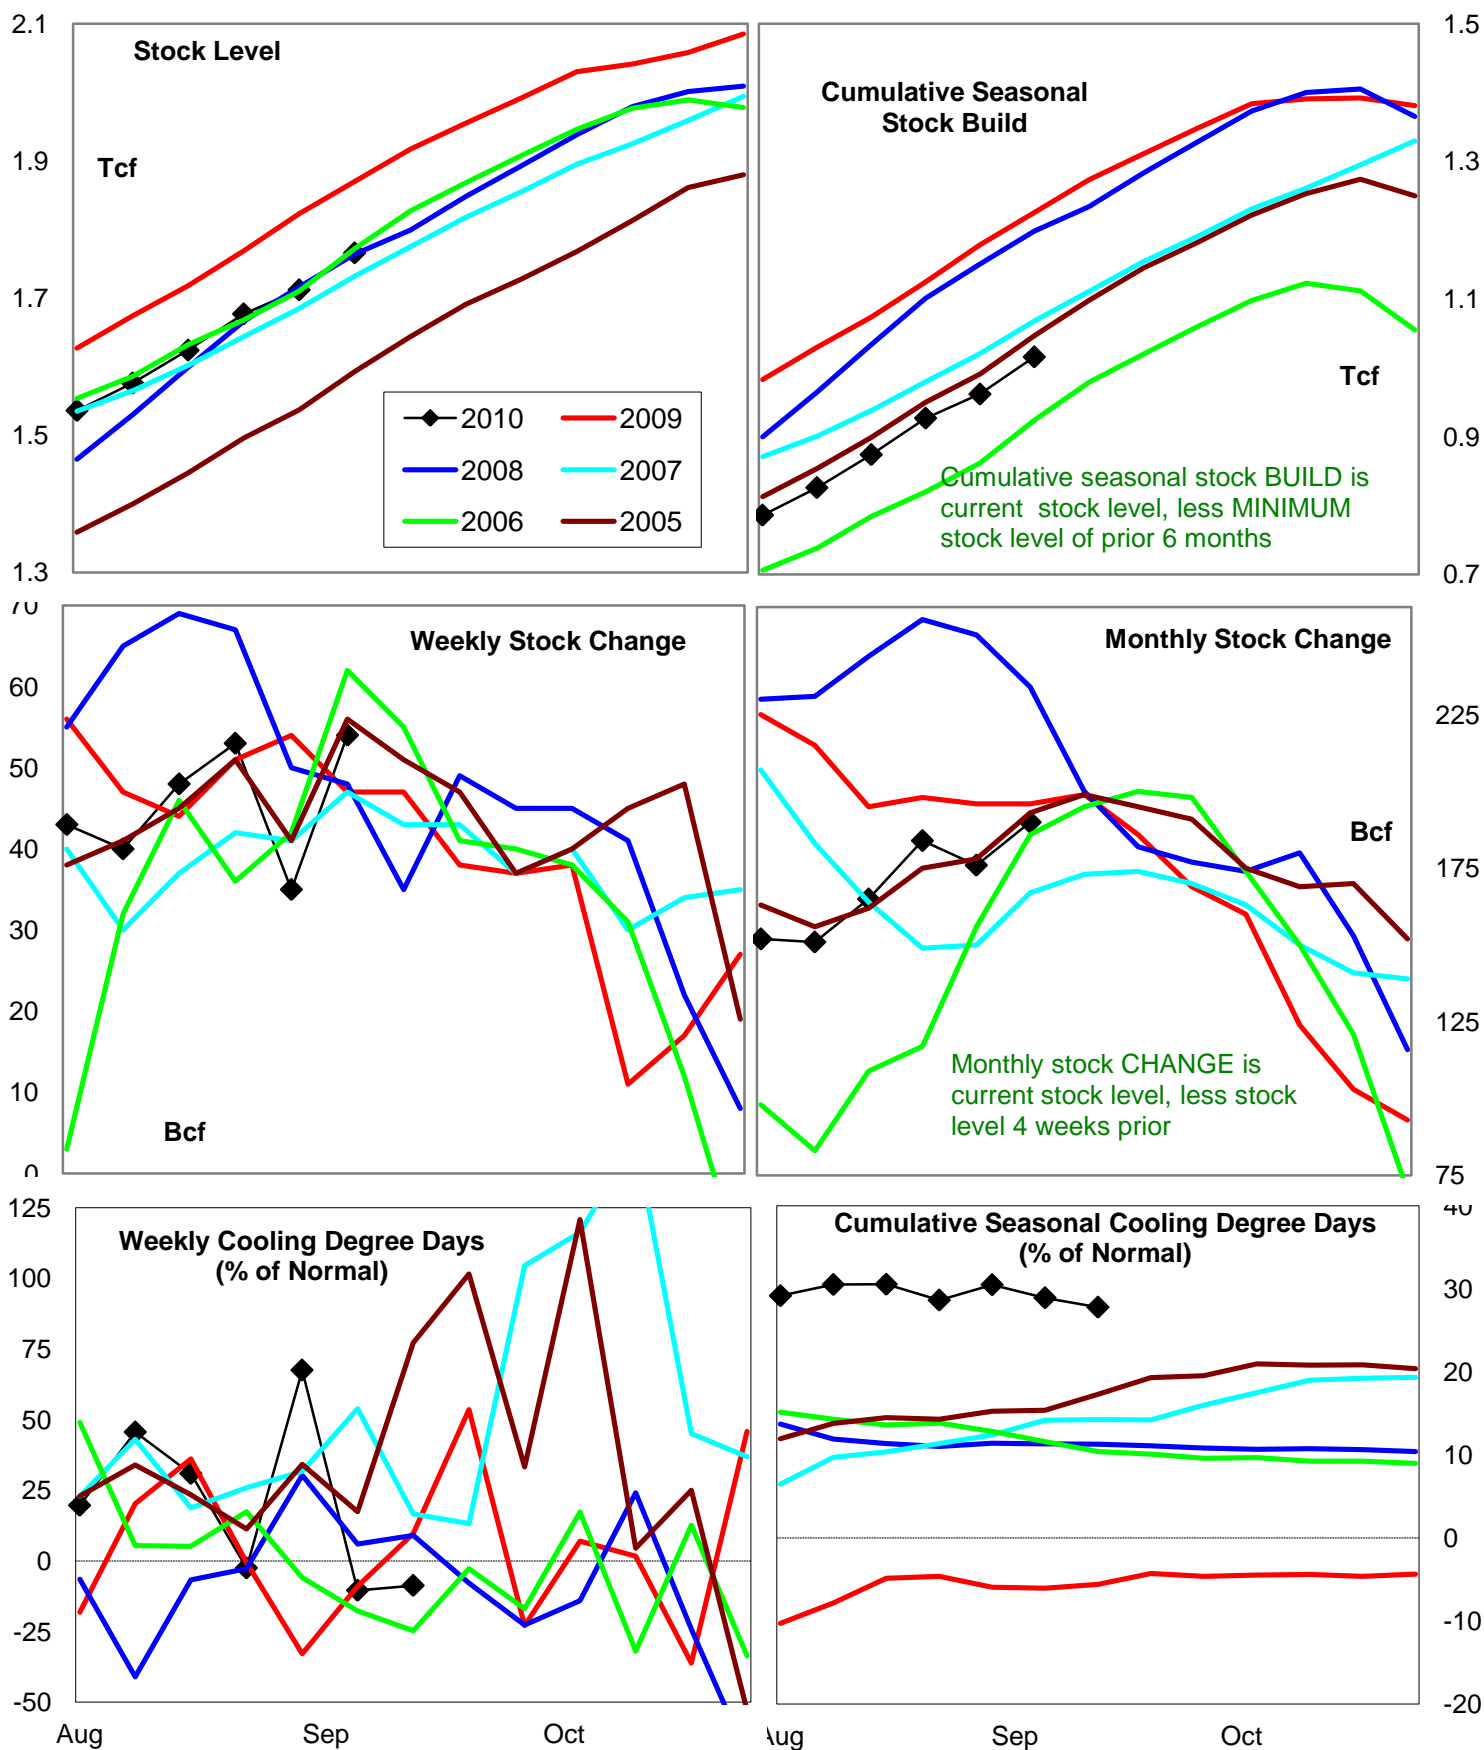 2.1
Stock Level
1.9
Tcf
1.7
1.5
1.3
2010
2009
2008
2007
2006
2005
1.5
Cumulative Seasonal
Stock Build
1.3
1.1
Tcf
0.9
Cumulative seasonal stock BUILD is
current stock level, less MINIMUM
stock level of prior 6 months
0.7
70
Weekly Stock Change
60
50
40
30
20
10
Bcf
0
Monthly Stock Change
225
Bcf
175
125
Monthly stock CHANGE is
current stock level, less stock
level 4 weeks prior
75
125
Weekly Cooling Degree Days
(% of Normal)
100
75
50
25
0
-25
-50
Aug
Sep
Oct
40
Cumulative Seasonal Cooling Degree Days
(% of Normal)
30
20
10
0
-10
-20
Aug
Sep
Oct